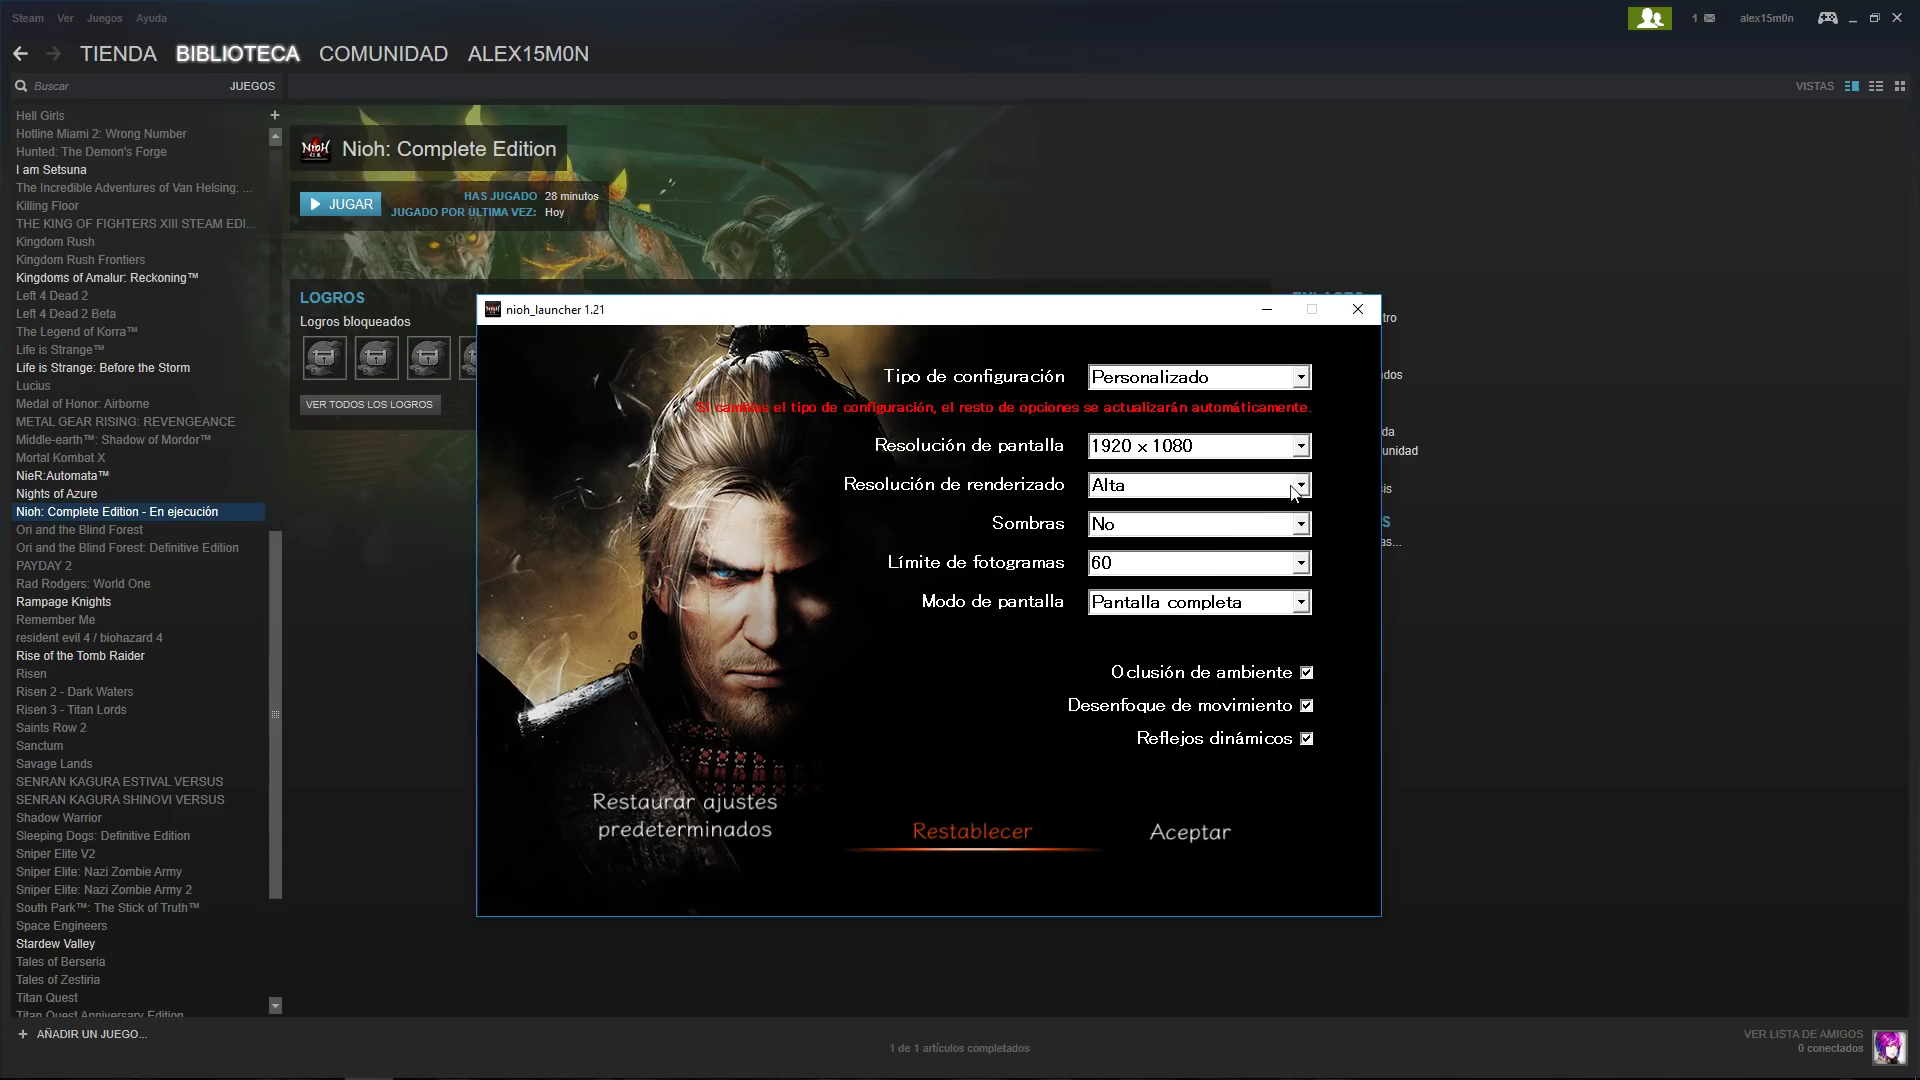 Steam Ver Juegos Ayuda
1 alex15m0n
TIENDA BIBLIOTECA COMUNIDAD ALEX15M0N
Buscar JUEGOS VISTAS
Hell Girls
Hotline Miami 2: Wrong Number
Hunted: The Demon's Forge
I am Setsuna
The Incredible Adventures of Van Helsing: ...
Killing Floor
THE KING OF FIGHTERS XIII STEAM EDI...
Kingdom Rush
Kingdom Rush Frontiers
Kingdoms of Amalur: Reckoning™
Left 4 Dead 2
Left 4 Dead 2 Beta
The Legend of Korra™
Life is Strange™
Life is Strange: Before the Storm
Lucius
Medal of Honor: Airborne
METAL GEAR RISING: REVENGEANCE
Middle-earth™: Shadow of Mordor™
Mortal Kombat X
NieR:Automata™
Nights of Azure
Nioh: Complete Edition - En ejecución
Ori and the Blind Forest
Ori and the Blind Forest: Definitive Edition
PAYDAY 2
Rad Rodgers: World One
Rampage Knights
Remember Me
resident evil 4 / biohazard 4
Rise of the Tomb Raider
Risen
Risen 2 - Dark Waters
Risen 3 - Titan Lords
Saints Row 2
Sanctum
Savage Lands
SENRAN KAGURA ESTIVAL VERSUS
SENRAN KAGURA SHINOVI VERSUS
Shadow Warrior
Sleeping Dogs: Definitive Edition
Sniper Elite V2
Sniper Elite: Nazi Zombie Army
Sniper Elite: Nazi Zombie Army 2
South Park™: The Stick of Truth™
Space Engineers
Stardew Valley
Tales of Berseria
Tales of Zestiria
Titan Quest
Titan Quest Anniversary Edition
+ AÑADIR UN JUEGO...
NIOH Nioh: Complete Edition
JUGAR
HAS JUGADO 28 minutos
JUGADO POR ÚLTIMA VEZ: Hoy
LOGROS
Logros bloqueados
VER TODOS LOS LOGROS
nioh_launcher 1.21
Tipo de configuración Personalizado
Si cambias el tipo de configuración, el resto de opciones se actualizarán automáticamente.
Resolución de pantalla 1920 x 1080
Resolución de renderizado Alta
Sombras No
Límite de fotogramas 60
Modo de pantalla Pantalla completa
Oclusión de ambiente
Desenfoque de movimiento
Reflejos dinámicos
Restaurar ajustes
predeterminados
Restablecer
Aceptar
tro
dos
da
unidad
sis
S
as...
1 de 1 artículos completados
VER LISTA DE AMIGOS
0 conectados